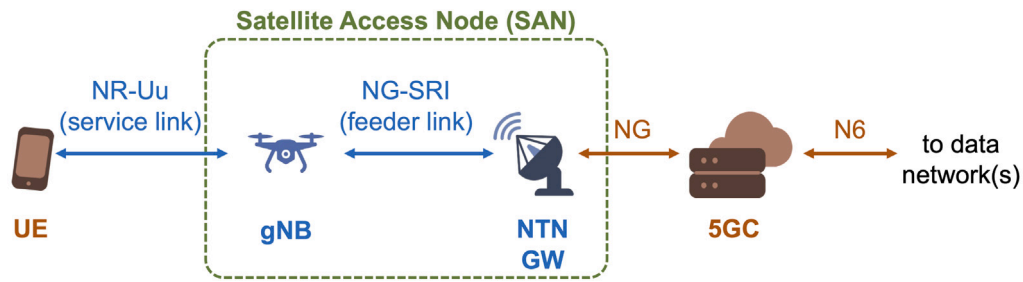 Satellite Access Node (SAN)
NR-Uu
(service link)
NG-SRI
(feeder link)
NG
N6
to data
network(s)
UE
gNB
NTN
GW
5GC